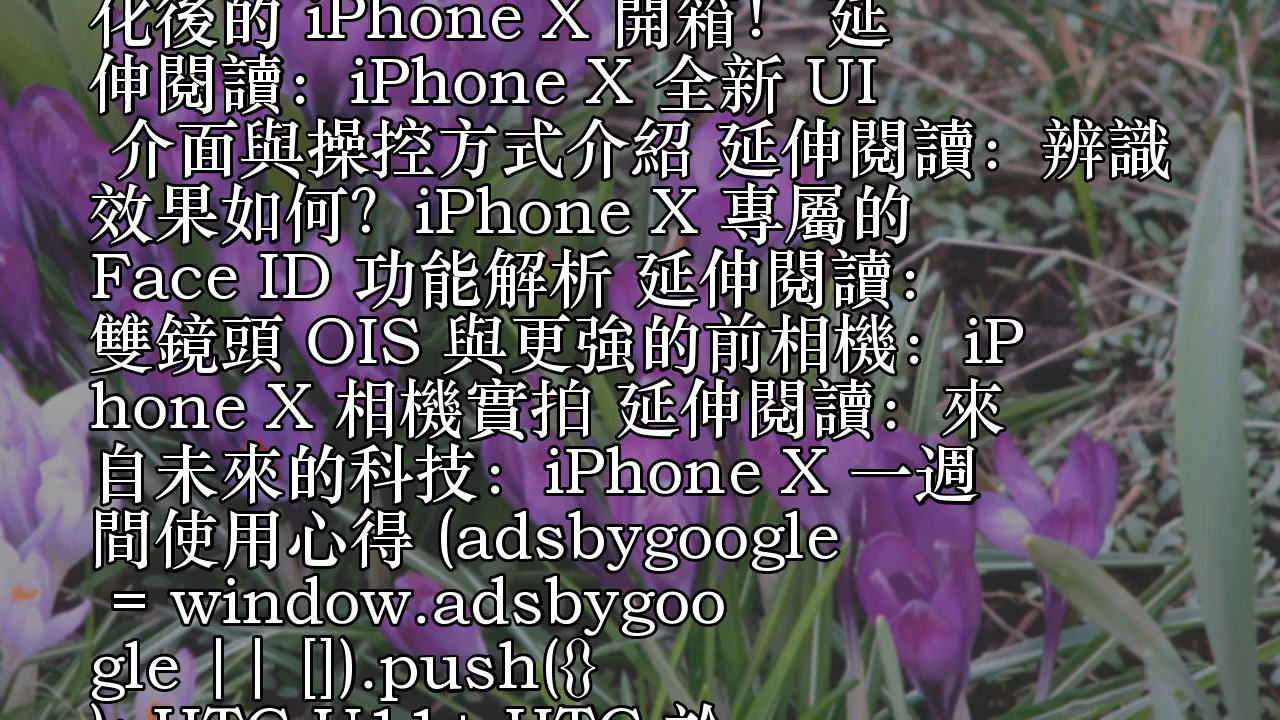 化後的 iPhone X 開箱！ 延
伸閱讀：iPhone X 全新 UI
介面與操控方式介紹 延伸閱讀：辨識
效果如何？iPhone X 專屬的
Face ID 功能解析 延伸閱讀：
雙鏡頭 OIS 與更強的前相機：iP
hone X 相機實拍 延伸閱讀：來
自未來的科技：iPhone X 一週
間使用心得 (adsbygoogle
= window.adsbygoo
gle || []).push({}
); HTC U11+ HTC